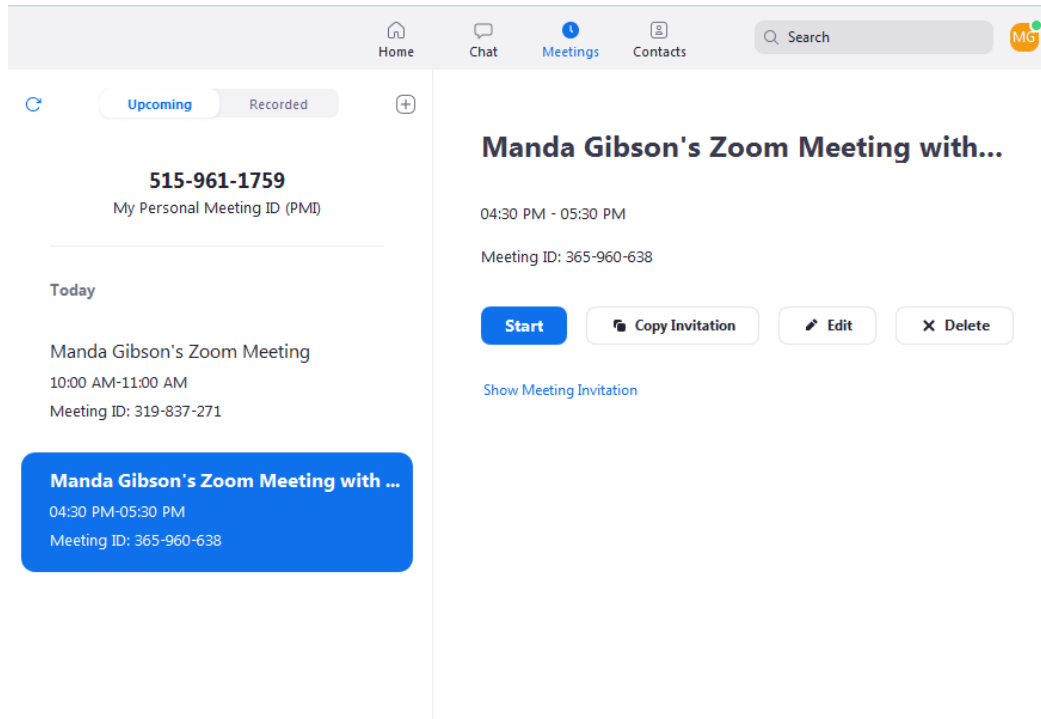 Home Chat Meetings Contacts Search MG
Upcoming Recorded
515-961-1759
My Personal Meeting ID (PMI)
Today
Manda Gibson's Zoom Meeting
10:00 AM-11:00 AM
Meeting ID: 319-837-271
Manda Gibson's Zoom Meeting with ...
04:30 PM-05:30 PM
Meeting ID: 365-960-638
Manda Gibson's Zoom Meeting with...
04:30 PM - 05:30 PM
Meeting ID: 365-960-638
Start Copy Invitation Edit Delete
Show Meeting Invitation